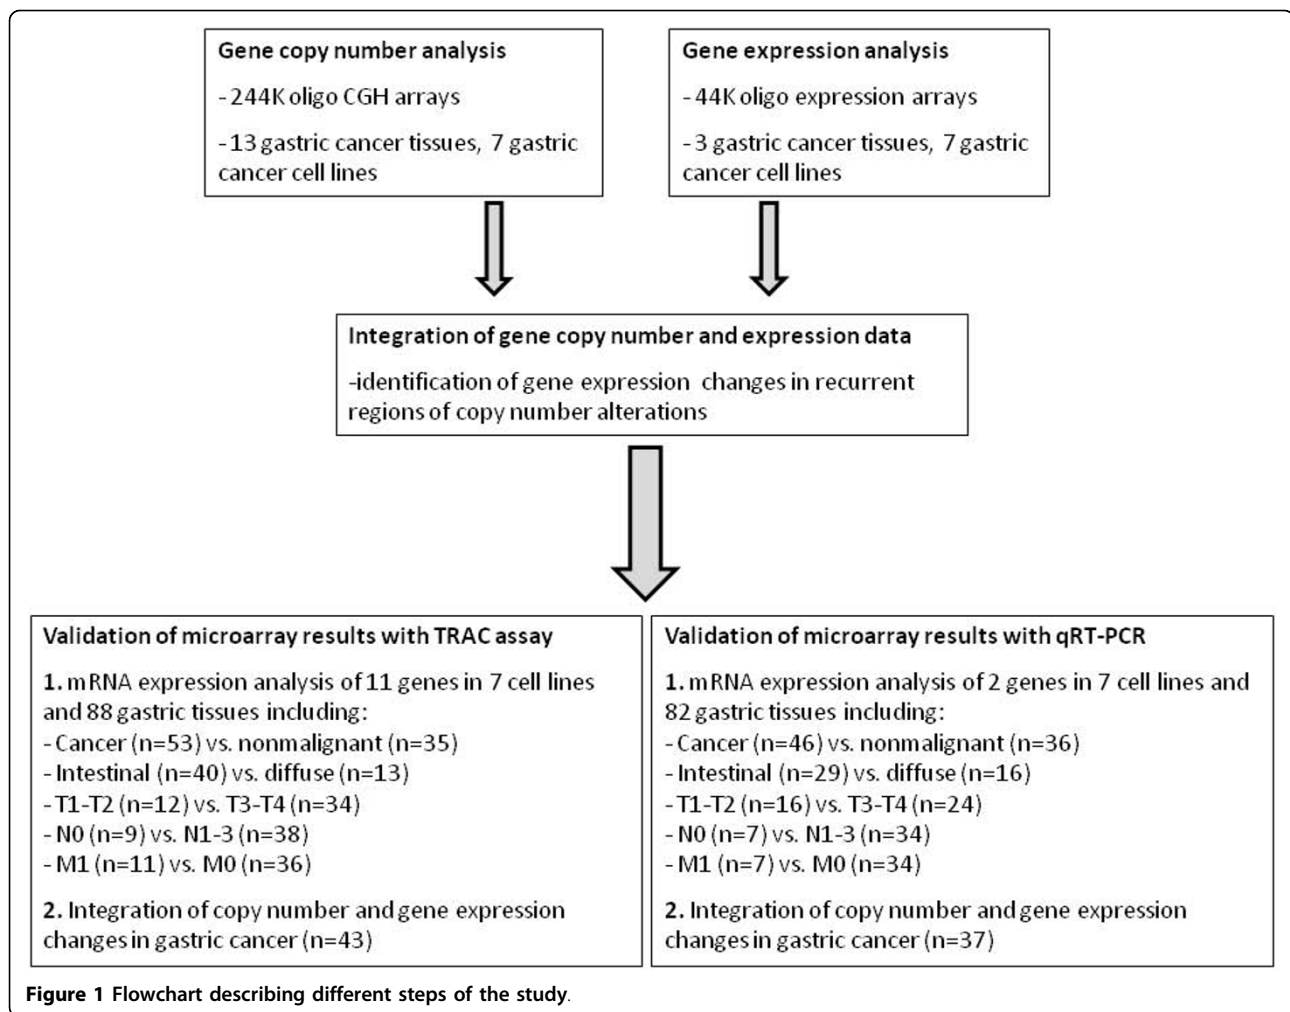 Gene copy number analysis
- 244K oligo CGH arrays
- 13 gastric cancer tissues, 7 gastric
cancer cell lines
Gene expression analysis
- 44K oligo expression arrays
- 3 gastric cancer tissues, 7 gastric
cancer cell lines
Integration of gene copy number and expression data
-identification of gene expression changes in recurrent
regions of copy number alterations
Validation of microarray results with TRAC assay
1. mRNA expression analysis of 11 genes in 7 cell lines
and 88 gastric tissues including:
- Cancer (n=53) vs. nonmalignant (n=35)
- Intestinal (n=40) vs. diffuse (n=13)
- T1-T2 (n=12) vs. T3-T4 (n=34)
- N0 (n=9) vs. N1-3 (n=38)
- M1 (n=11) vs. M0 (n=36)
2. Integration of copy number and gene expression
changes in gastric cancer (n=43)
Validation of microarray results with qRT-PCR
1. mRNA expression analysis of 2 genes in 7 cell lines and
82 gastric tissues including:
- Cancer (n=46) vs. nonmalignant (n=36)
- Intestinal (n=29) vs. diffuse (n=16)
- T1-T2 (n=16) vs. T3-T4 (n=24)
- N0 (n=7) vs. N1-3 (n=34)
- M1 (n=7) vs. M0 (n=34)
2. Integration of copy number and gene expression
changes in gastric cancer (n=37)
Figure 1 Flowchart describing different steps of the study.